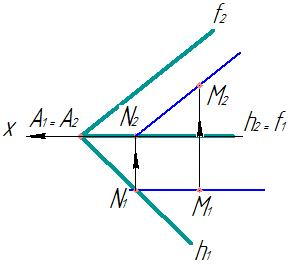 f₂
A₁ = A₂
N₂
M₂
x
h₂ = f₁
N₁
M₁
h₁